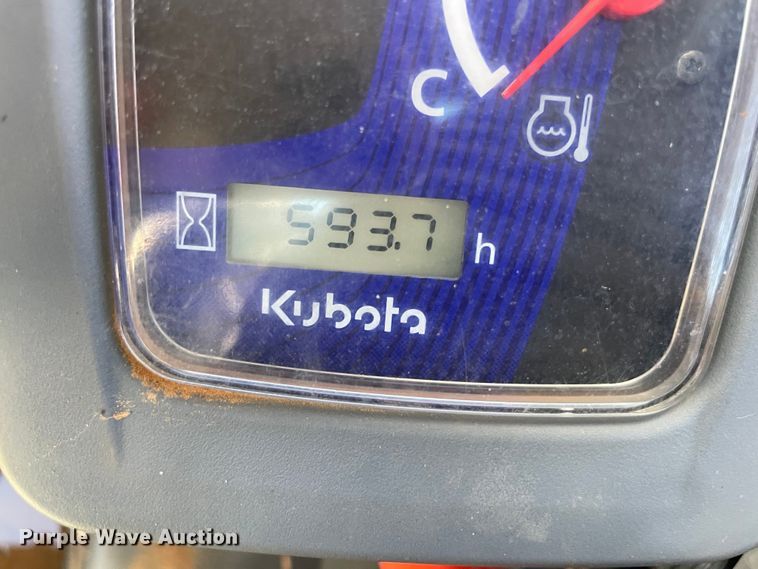 C
593.7 h
Kubota
Purple Wave Auction